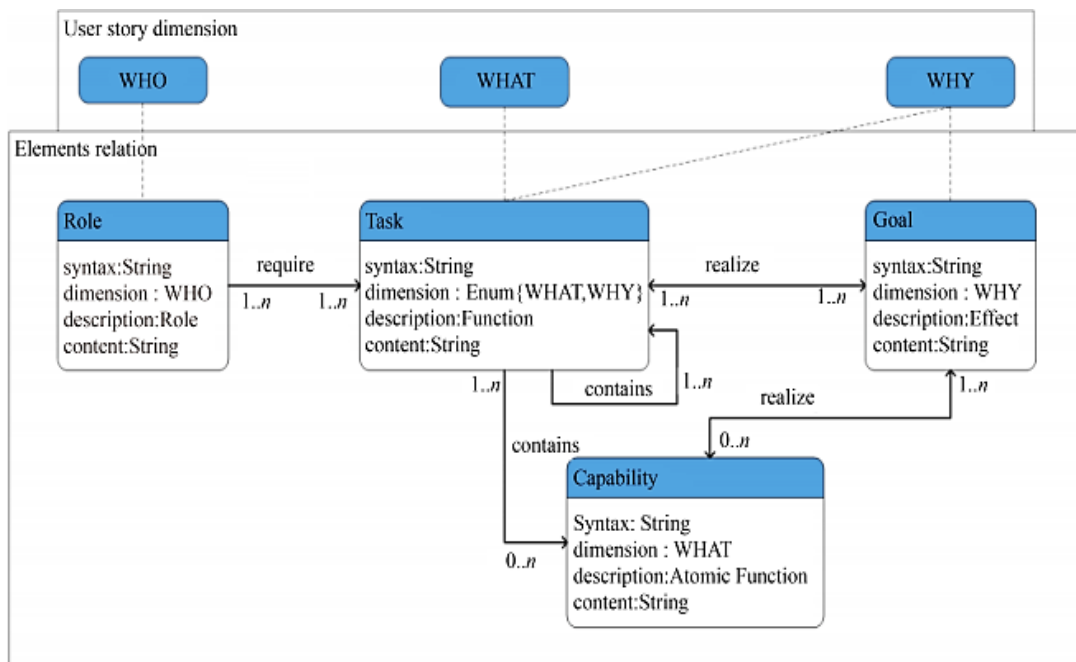 User story dimension
WHO
WHAT
WHY
Elements relation
Role
syntax:String
dimension : WHO
description:Role
content:String
require
1..n
1..n
Task
syntax:String
dimension : Enum{WHAT,WHY}
description:Function
content:String
realize
1..n
1..n
Goal
syntax:String
dimension : WHY
description:Effect
content:String
1..n
contains
1..n
1..n
realize
0..n
contains
0..n
Capability
Syntax: String
dimension : WHAT
description:Atomic Function
content:String